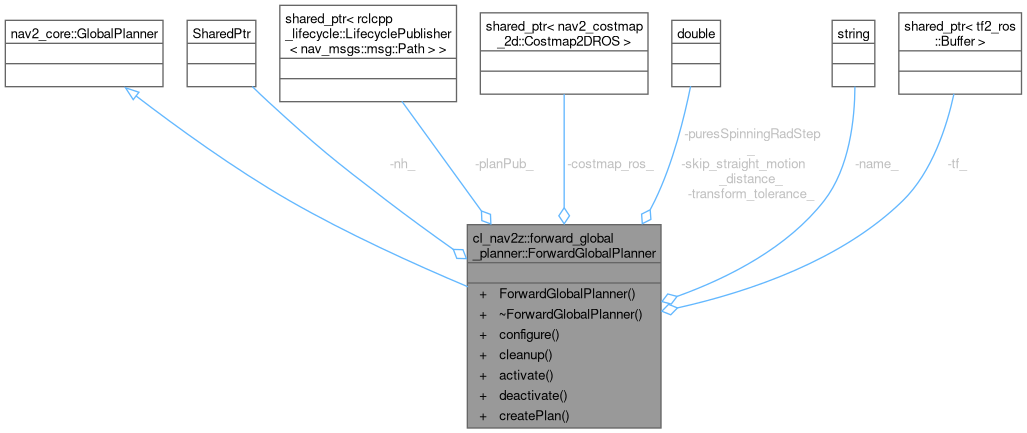 nav2_core::GlobalPlanner
SharedPtr
shared_ptr< rclcpp
_lifecycle::LifecyclePublisher
< nav_msgs::msg::Path > >
shared_ptr< nav2_costmap
_2d::Costmap2DROS >
double
string
shared_ptr< tf2_ros
::Buffer >
-nh_
-planPub_
-costmap_ros_
-puresSpinningRadStep
_
-skip_straight_motion
_distance_
-transform_tolerance_
-name_
-tf_
cl_nav2z::forward_global
_planner::ForwardGlobalPlanner
+ ForwardGlobalPlanner()
+ ~ForwardGlobalPlanner()
+ configure()
+ cleanup()
+ activate()
+ deactivate()
+ createPlan()